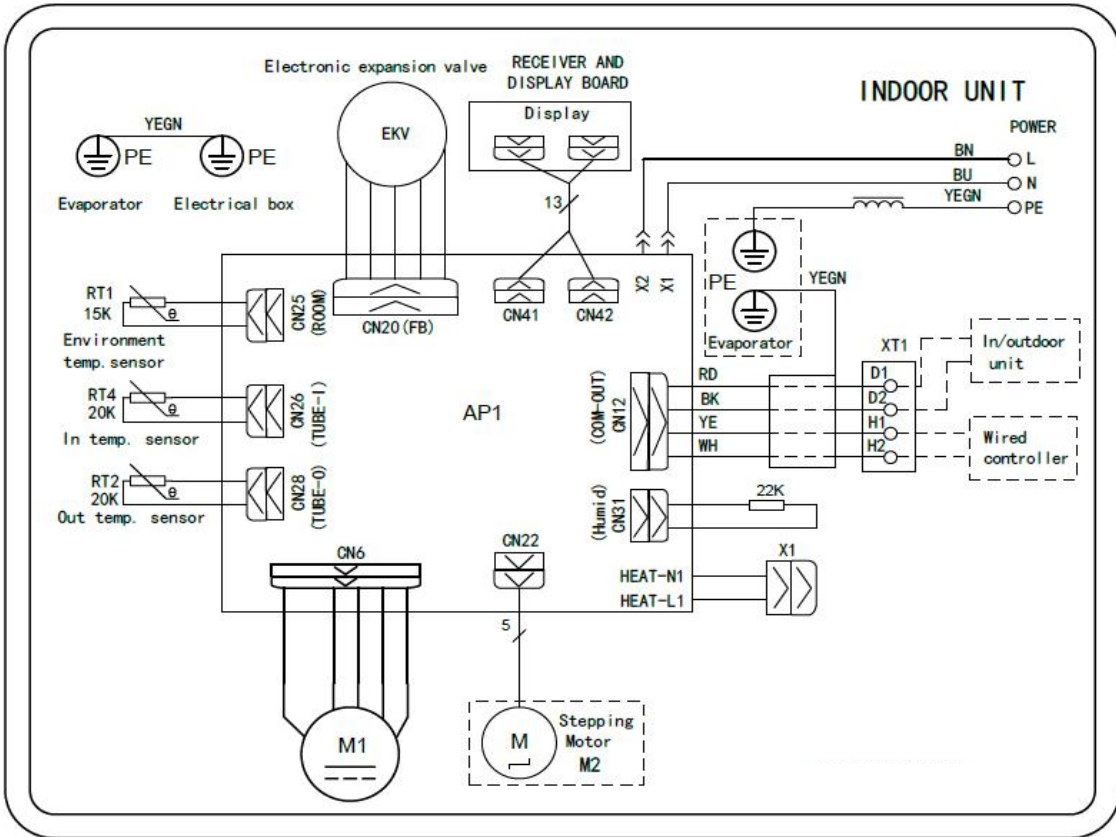 Electronic expansion valve
RECEIVER AND
DISPLAY BOARD
INDOOR UNIT
Display
EKV
POWER
YEGN
PE
PE
Evaporator
Electrical box
BN
L
BU
N
YEGN
PE
13
X2
X1
PE
YEGN
Evaporator
RT1
15K
Environment
temp. sensor
CN25
(ROOM)
CN20(FB)
CN41
CN42
XT1
In/outdoor
unit
RT4
20K
In temp. sensor
CN26
(TUBE-I)
AP1
(COM-OUT)
CN12
RD
BK
YE
WH
D1
D2
H1
H2
Wired
controller
RT2
20K
Out temp. sensor
CN28
(TUBE-O)
(Humid)
CN31
22K
CN6
CN22
X1
HEAT-N1
HEAT-L1
5
M1
M
Stepping
Motor
M2